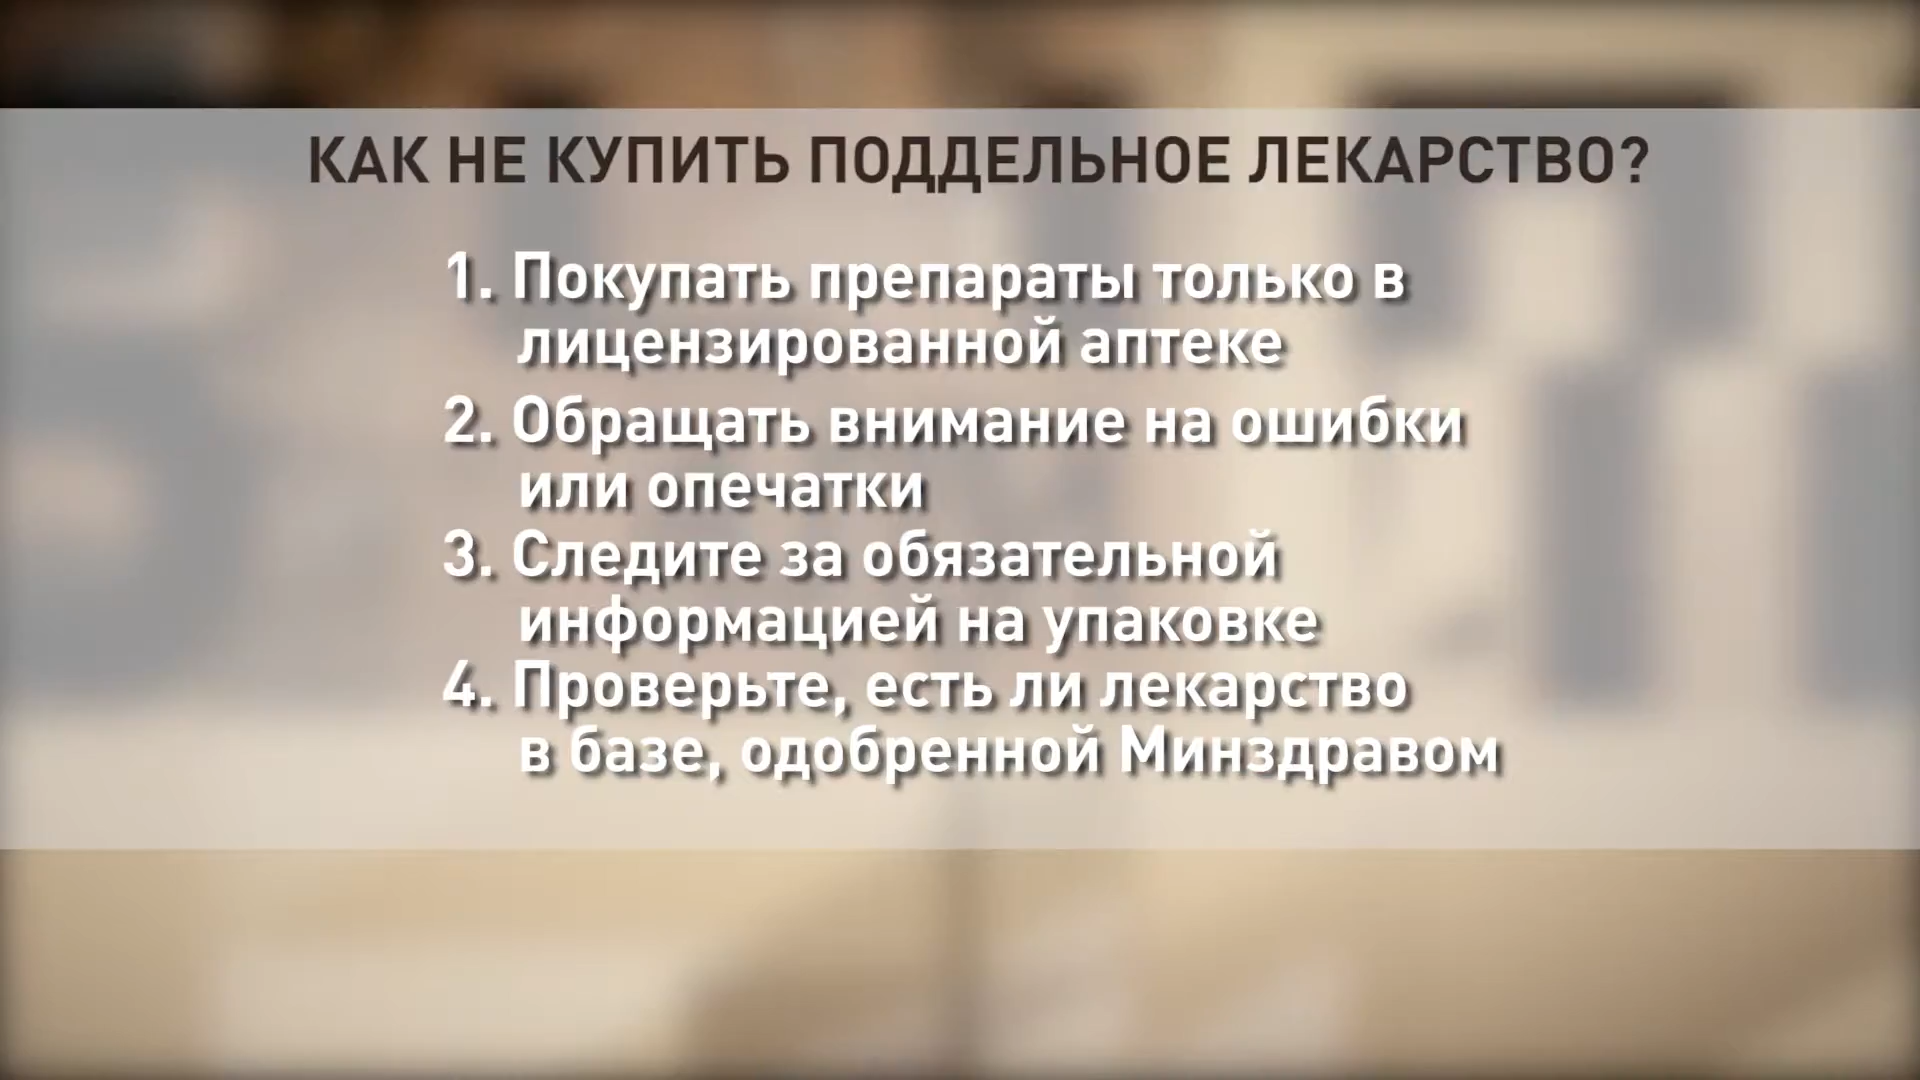 КАК НЕ КУПИТЬ ПОДДЕЛЬНОЕ ЛЕКАРСТВО?
1. Покупать препараты только в
лицензированной аптеке
2. Обращать внимание на ошибки
или опечатки
3. Следите за обязательной
информацией на упаковке
4. Проверьте, есть ли лекарство
в базе, одобренной Минздравом